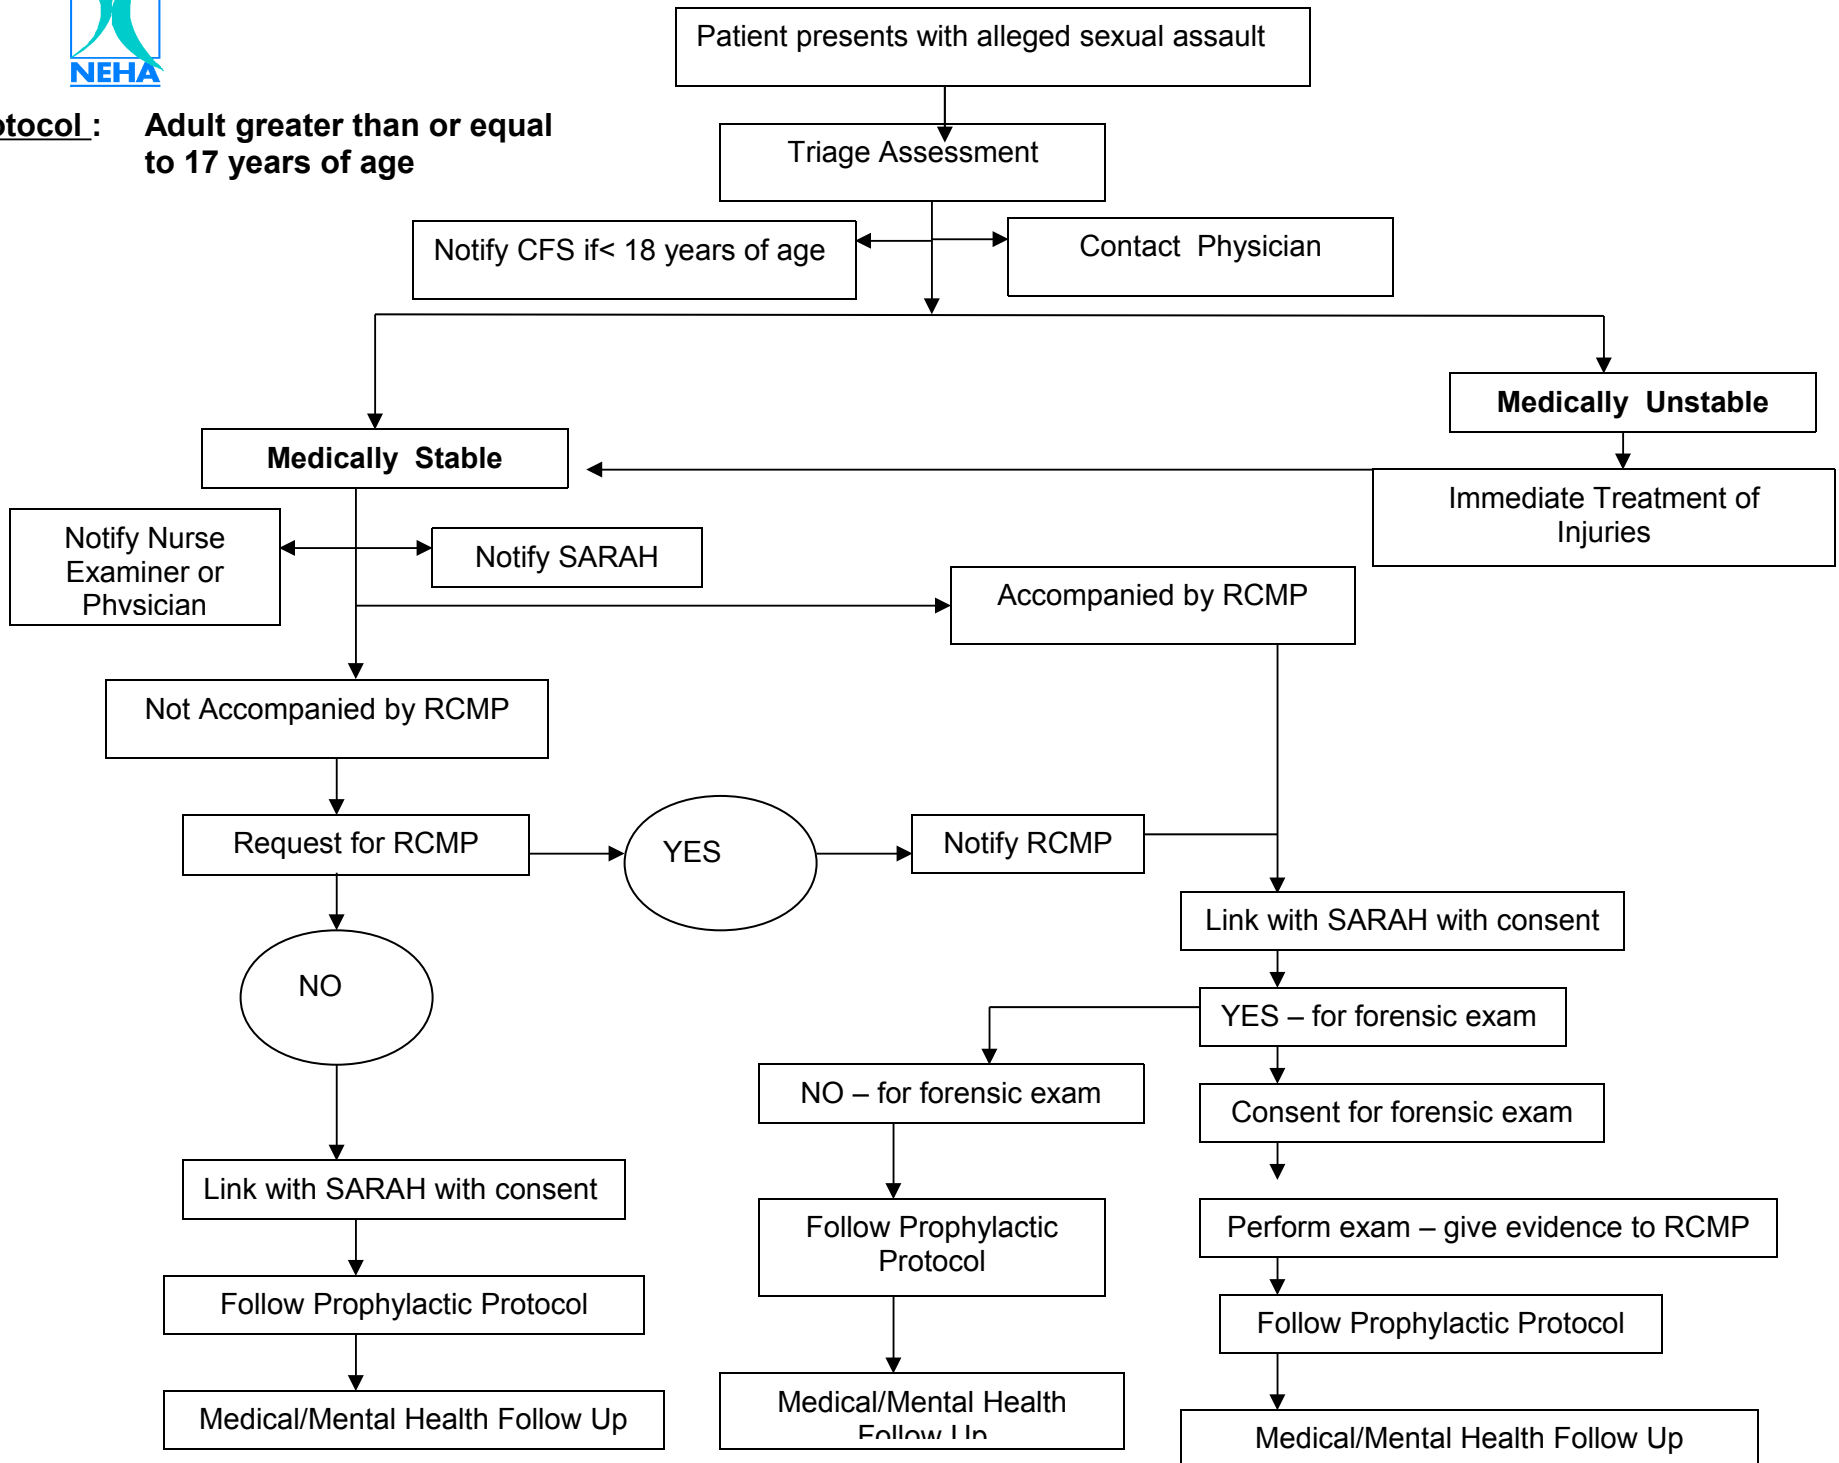 NEHA
Patient presents with alleged sexual assault
otocol : Adult greater than or equal
to 17 years of age
Triage Assessment
Notify CFS if< 18 years of age
Contact Physician
Medically Unstable
Medically Stable
Immediate Treatment of
Injuries
Notify Nurse
Examiner or
Physician
Notify SARAH
Accompanied by RCMP
Not Accompanied by RCMP
Request for RCMP
YES
Notify RCMP
Link with SARAH with consent
NO
YES – for forensic exam
NO – for forensic exam
Consent for forensic exam
Link with SARAH with consent
Follow Prophylactic
Protocol
Perform exam – give evidence to RCMP
Follow Prophylactic Protocol
Follow Prophylactic Protocol
Medical/Mental Health Follow Up
Medical/Mental Health
Follow Up
Medical/Mental Health Follow Up